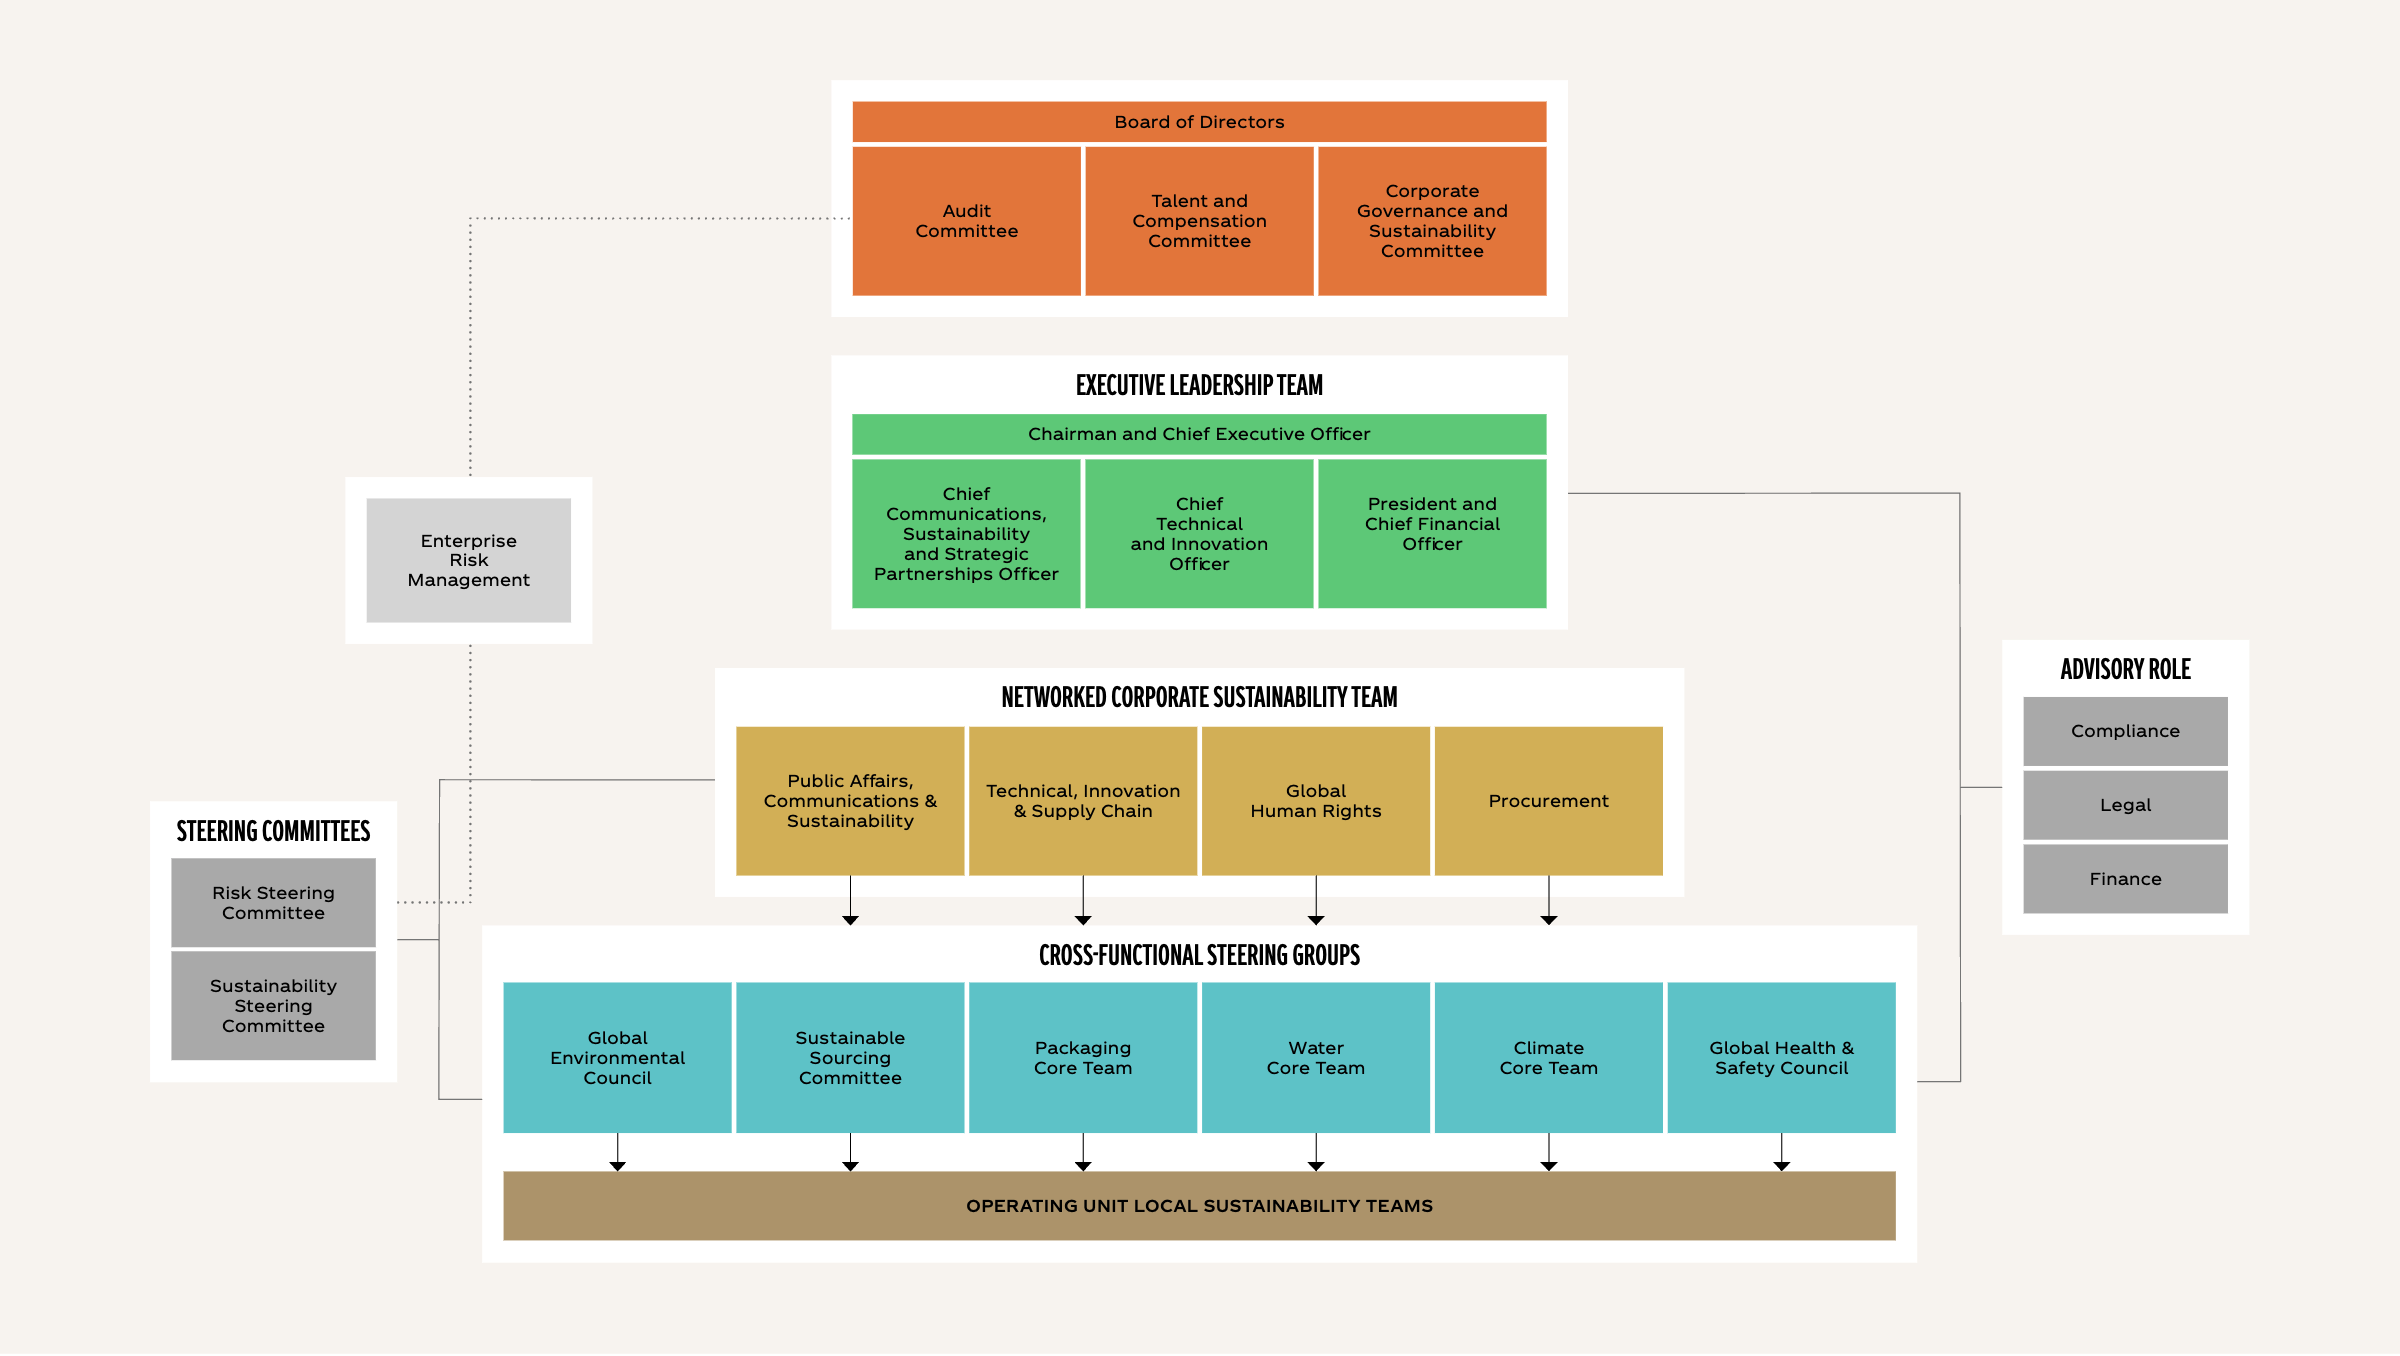 Board of Directors
Audit
Committee
Talent and
Compensation
Committee
Corporate
Governance and
Sustainability
Committee
EXECUTIVE LEADERSHIP TEAM
Chairman and Chief Executive Officer
Chief
Communications,
Sustainability
and Strategic
Partnerships Officer
Chief
Technical
and Innovation
Officer
President and
Chief Financial
Officer
Enterprise
Risk
Management
NETWORKED CORPORATE SUSTAINABILITY TEAM
Public Affairs,
Communications &
Sustainability
Technical, Innovation
& Supply Chain
Global
Human Rights
Procurement
ADVISORY ROLE
Compliance
Legal
Finance
STEERING COMMITTEES
Risk Steering
Committee
Sustainability
Steering
Committee
CROSS-FUNCTIONAL STEERING GROUPS
Global
Environmental
Council
Sustainable
Sourcing
Committee
Packaging
Core Team
Water
Core Team
Climate
Core Team
Global Health &
Safety Council
OPERATING UNIT LOCAL SUSTAINABILITY TEAMS